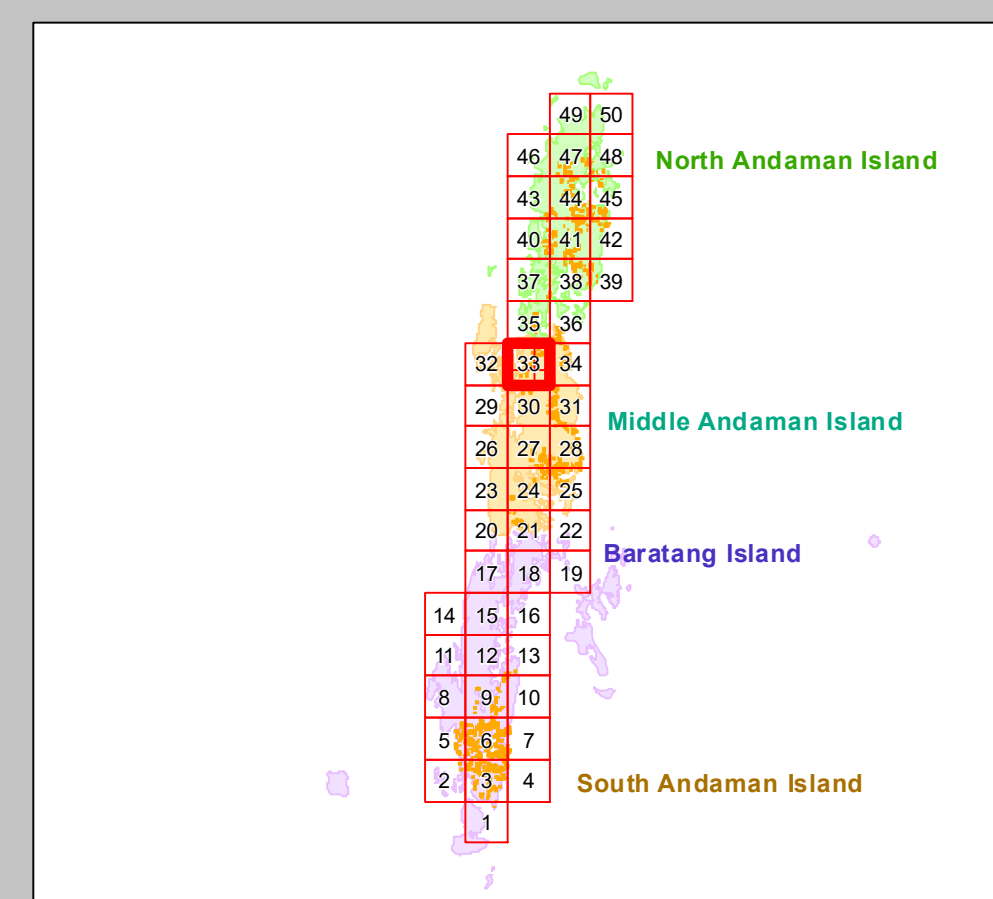 49 50
46 47 48
North Andaman Island
43 44 45
40 41 42
37 38 39
35 36
32 33 34
29 30 31
Middle Andaman Island
26 27 28
23 24 25
20 21 22
Baratang Island
17 18 19
14 15 16
11 12 13
8 9 10
5 6 7
2 3 4
South Andaman Island
1